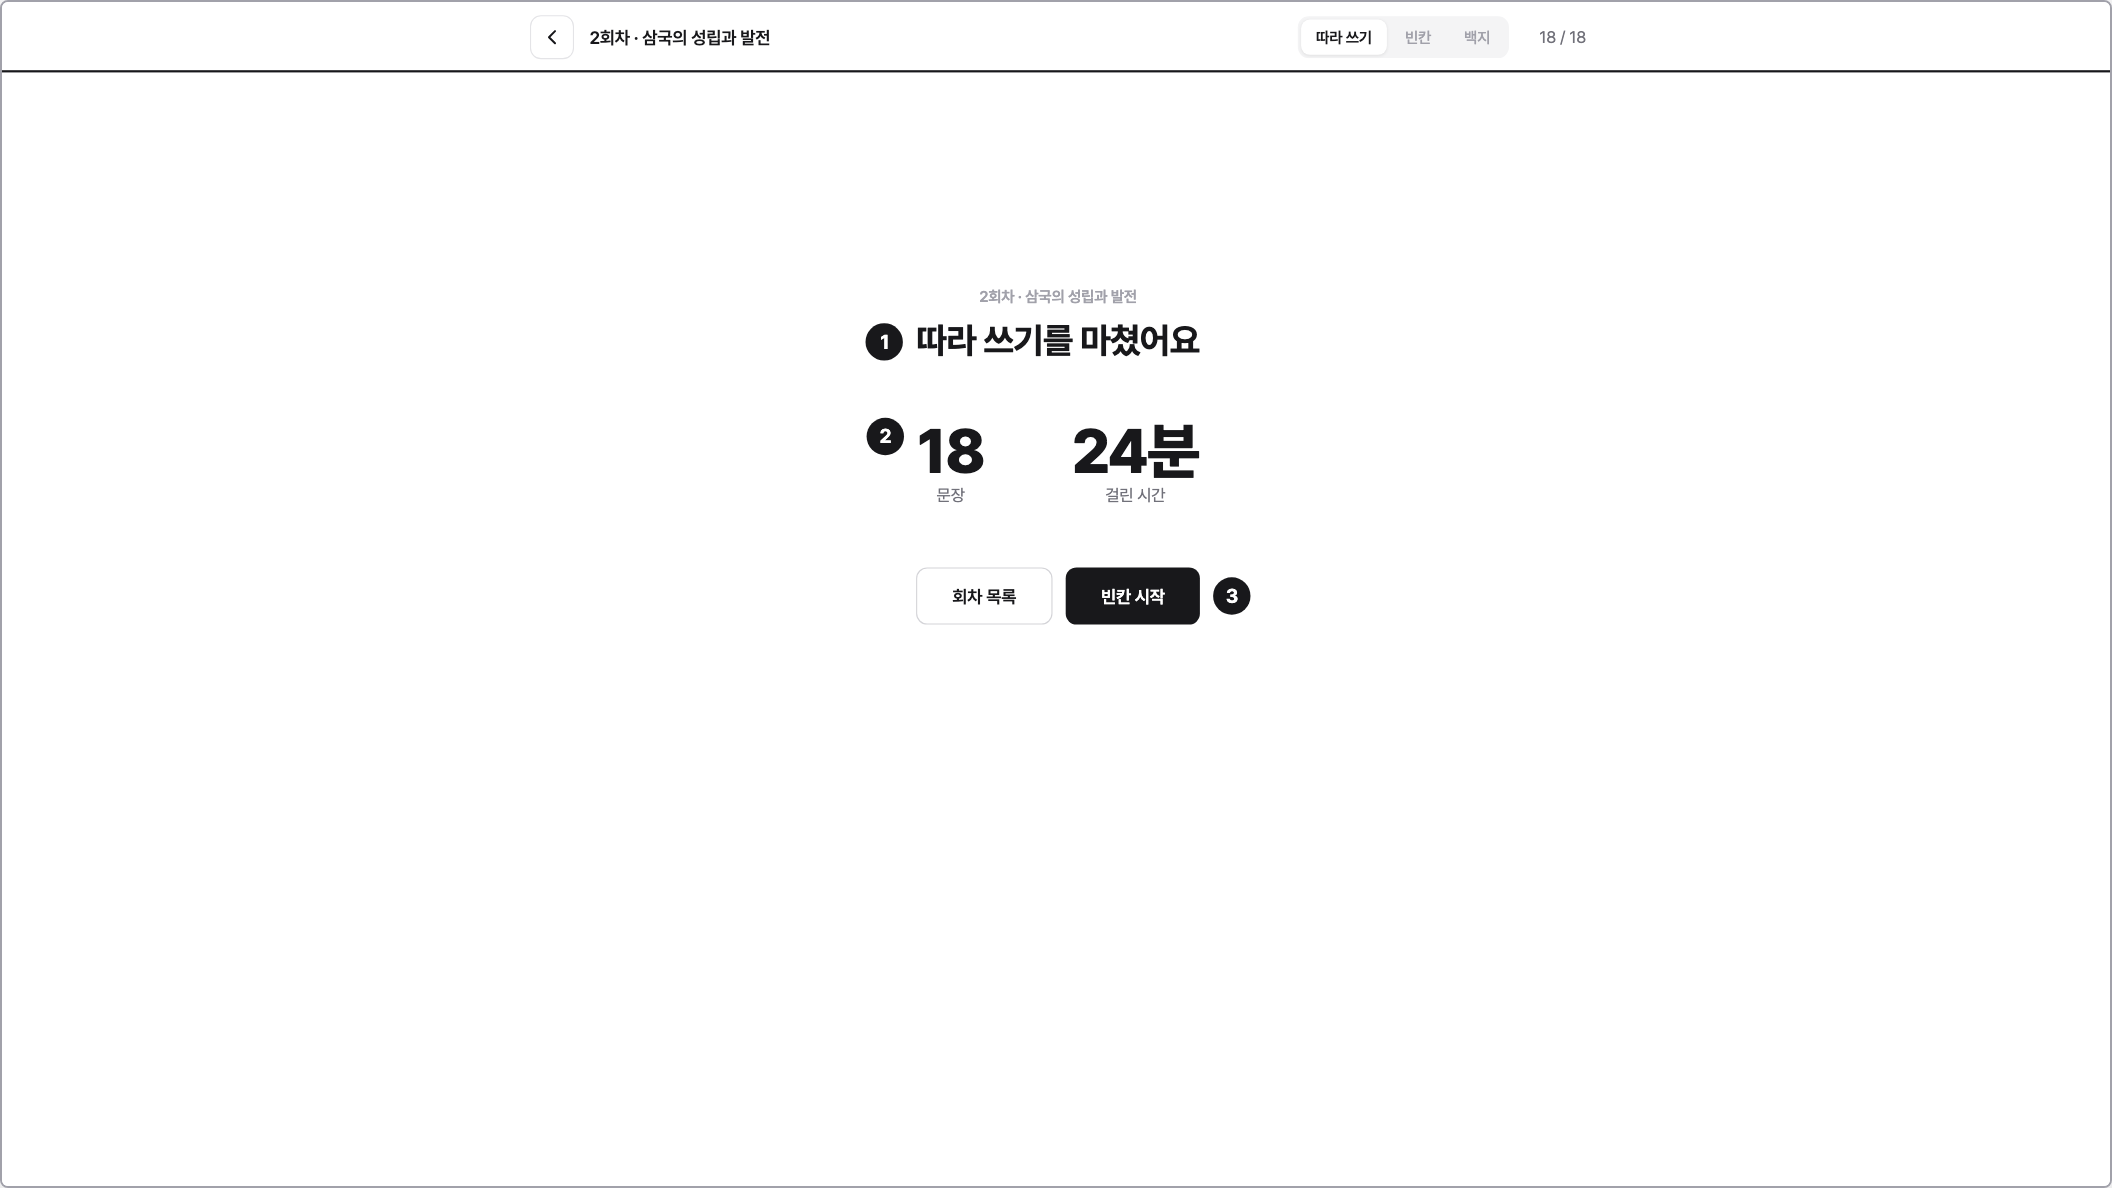 2회차 · 삼국의 성립과 발전
따라 쓰기 빈칸 백지 18 / 18
2회차 · 삼국의 성립과 발전
1 따라 쓰기를 마쳤어요
2 18 24분
문장 걸린 시간
회차 목록 빈칸 시작 3